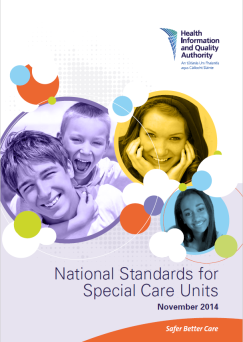 Health
Information
and Quality
Authority
An tÚdarás Um Fhaisnéis
agus Cáilíocht Sláinte
National Standards for
Special Care Units
November 2014
Safer Better Care